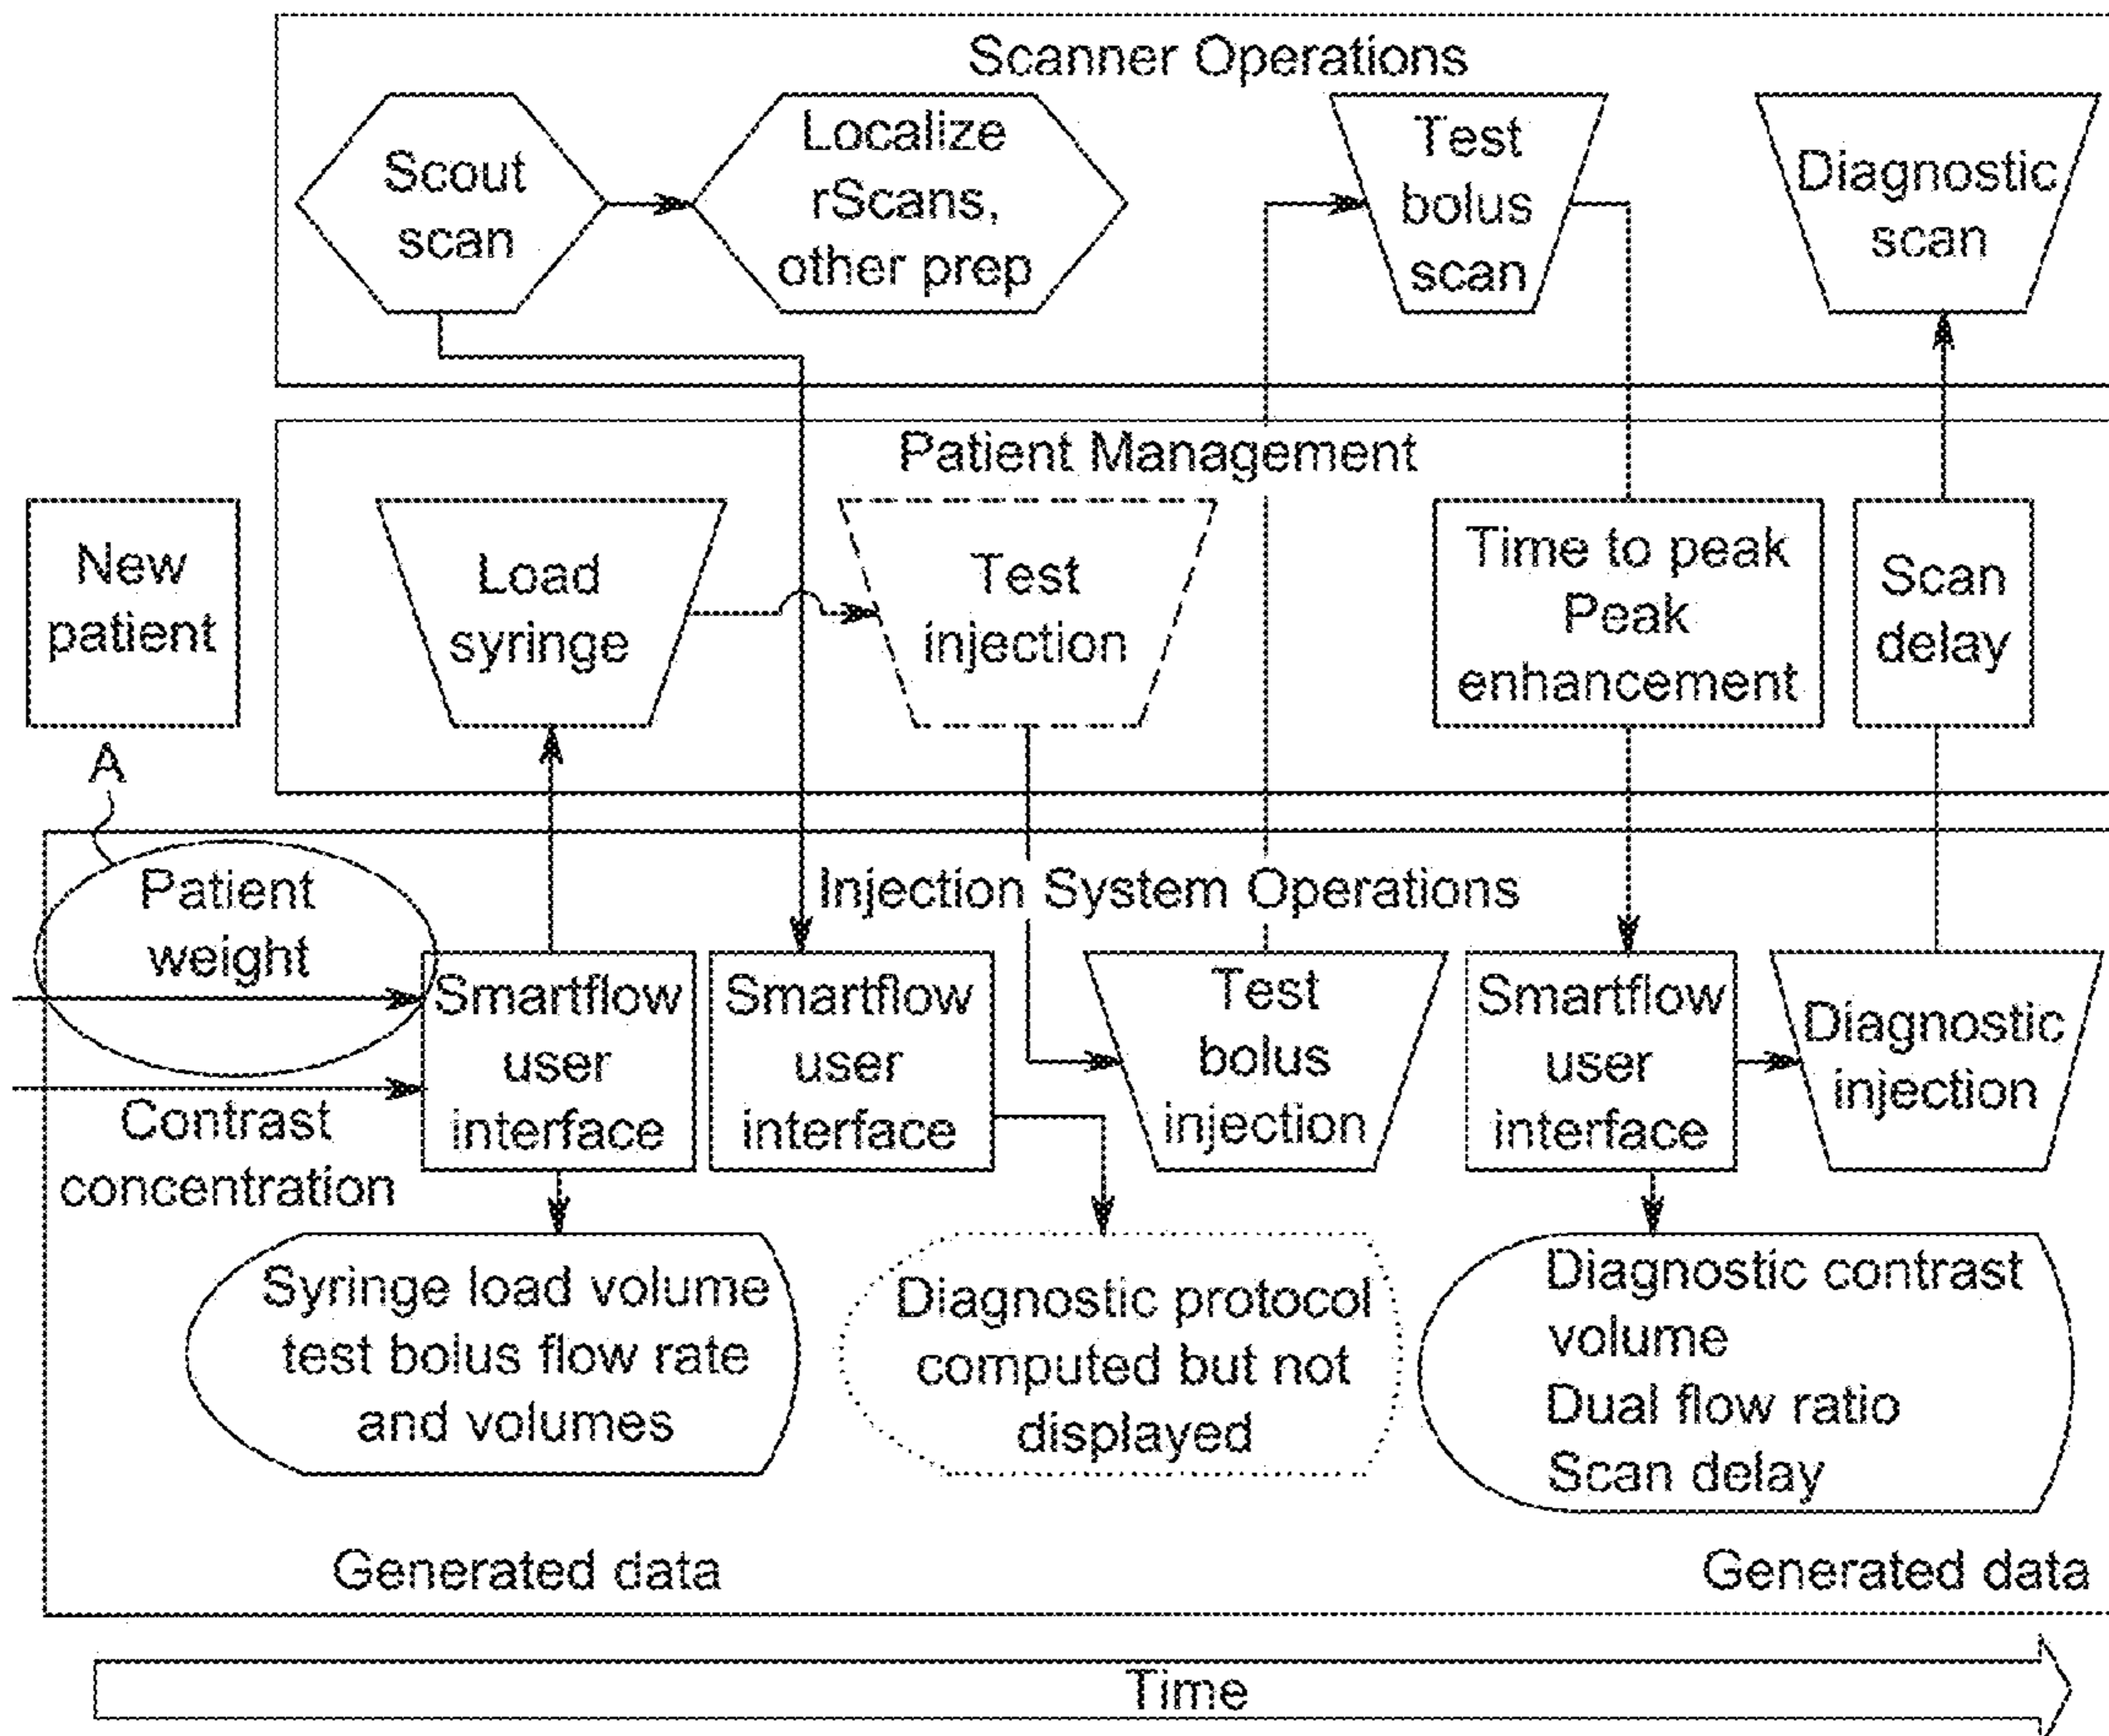 Scanner Operations
Scout
scan
Localize
rScans,
other prep
Test
bolus
scan
Diagnostic
scan
Patient Management
New
patient
Load
syringe
Test
injection
Time to peak
Peak
enhancement
Scan
delay
A
Injection System Operations
Patient
weight
Contrast
concentration
Smartflow
user
interface
Smartflow
user
interface
Test
bolus
injection
Smartflow
user
interface
Diagnostic
injection
Syringe load volume
test bolus flow rate
and volumes
Diagnostic protocol
computed but not
displayed
Diagnostic contrast
volume
Dual flow ratio
Scan delay
Generated data
Generated data
Time